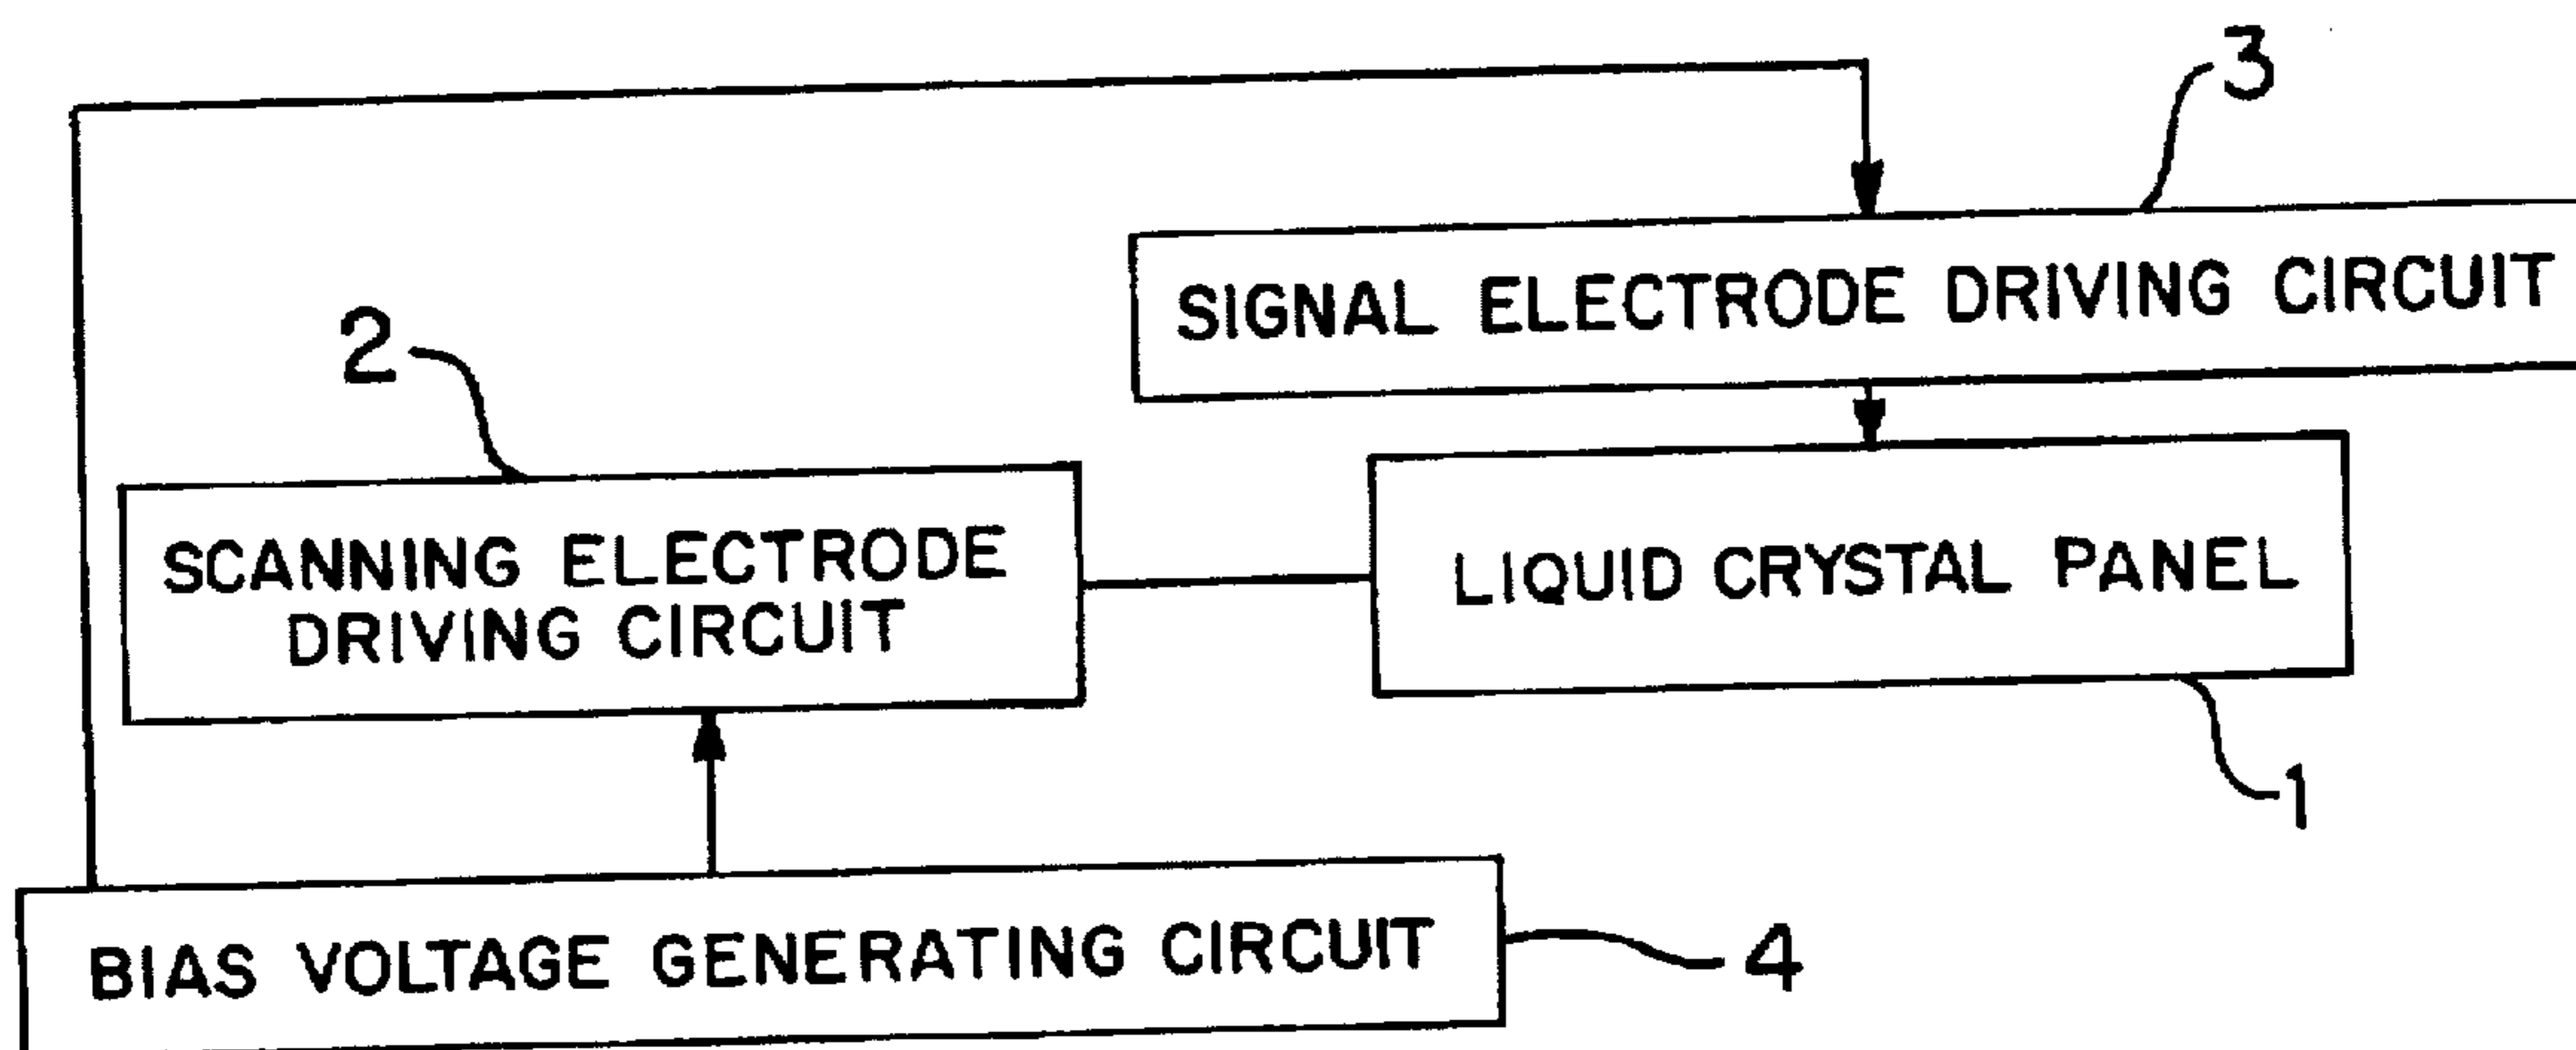 3
SIGNAL ELECTRODE DRIVING CIRCUIT
2
SCANNING ELECTRODE
DRIVING CIRCUIT
LIQUID CRYSTAL PANEL
1
BIAS VOLTAGE GENERATING CIRCUIT
4